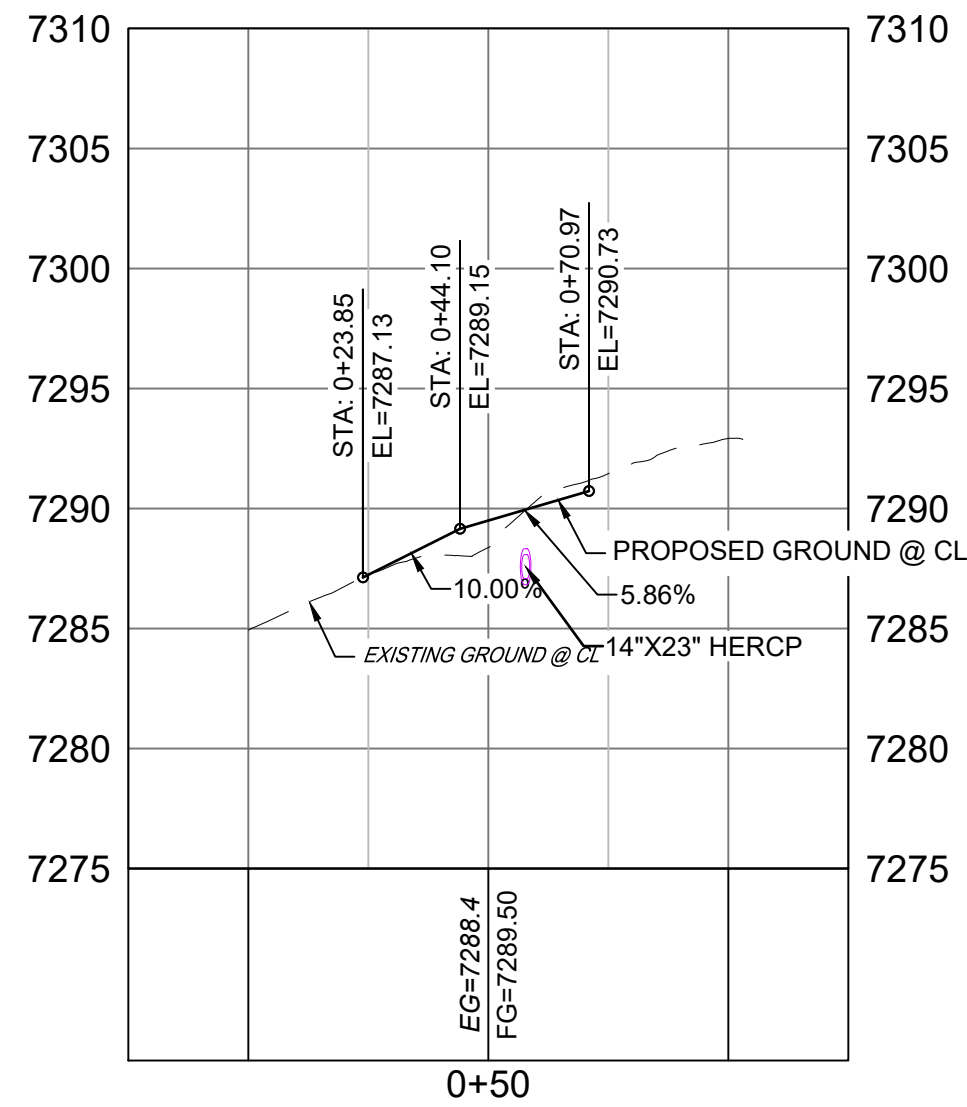 7310
7310
7305
7305
7300
7300
7295
7295
7290
7290
7285
7285
7280
7280
7275
7275
STA: 0+23.85
EL=7287.13
STA: 0+44.10
EL=7289.15
STA: 0+70.97
EL=7290.73
PROPOSED GROUND @ CL
10.00%
5.86%
14"X23" HERCP
EXISTING GROUND @ CL
EG=7288.4
FG=7289.50
0+50